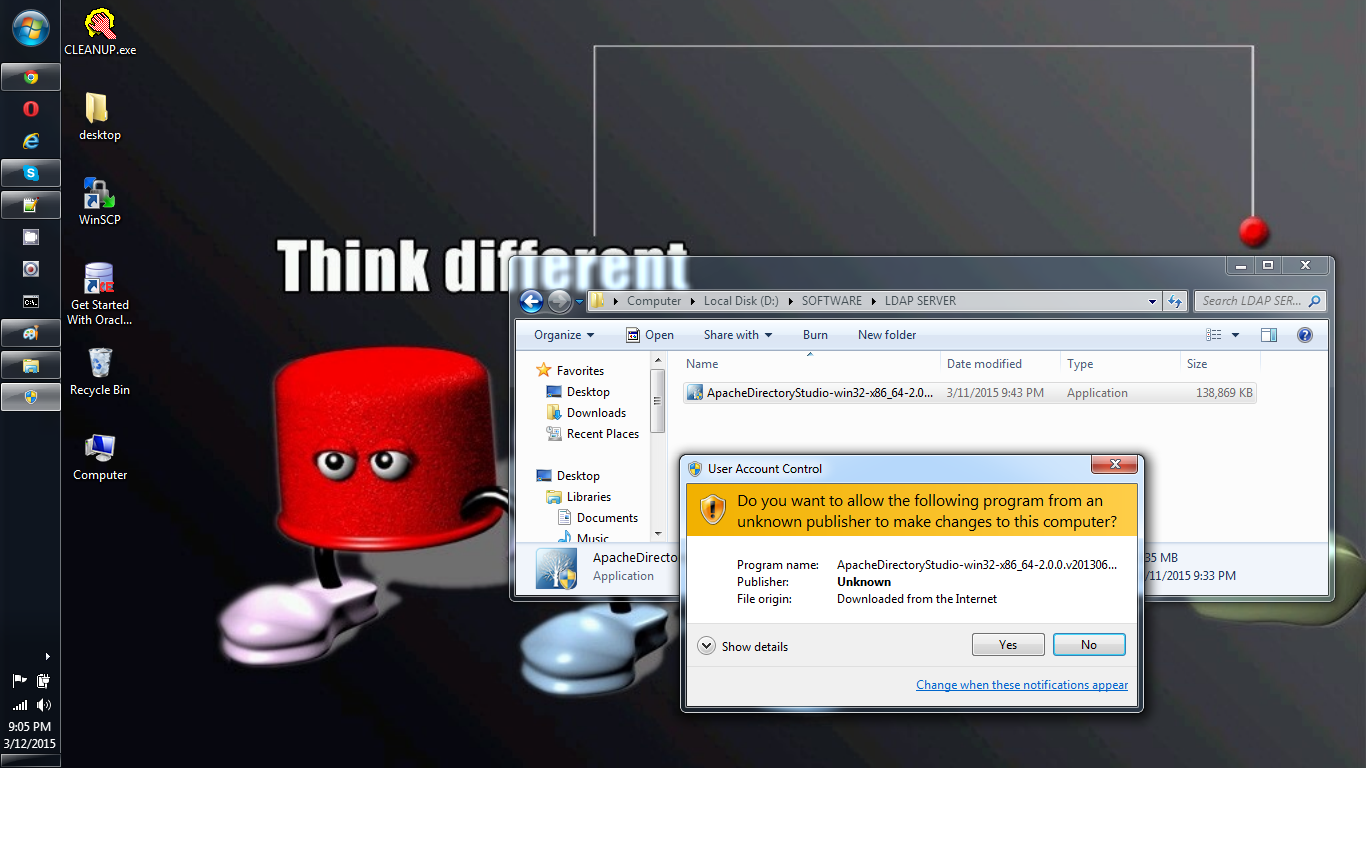 CLEANUP.exe
desktop
WinSCP
Get Started
With Oracl...
Recycle Bin
Computer
9:05 PM
3/12/2015
Think different
Computer
Local Disk (D:)
SOFTWARE
LDAP SERVER
Search LDAP SER...
Organize
Open
Share with
Burn
New folder
Favorites
Desktop
Downloads
Recent Places
Desktop
Libraries
Documents
Music
Name Date modified Type Size
ApacheDirectoryStudio-win32-x86_64-2.0... 3/11/2015 9:43 PM Application 138,869 KB
ApacheDirecto
Application
35 MB
/11/2015 9:33 PM
User Account Control
Do you want to allow the following program from an
unknown publisher to make changes to this computer?
Program name: ApacheDirectoryStudio-win32-x86_64-2.0.0.v201306...
Publisher: Unknown
File origin: Downloaded from the Internet
Show details
Yes
No
Change when these notifications appear